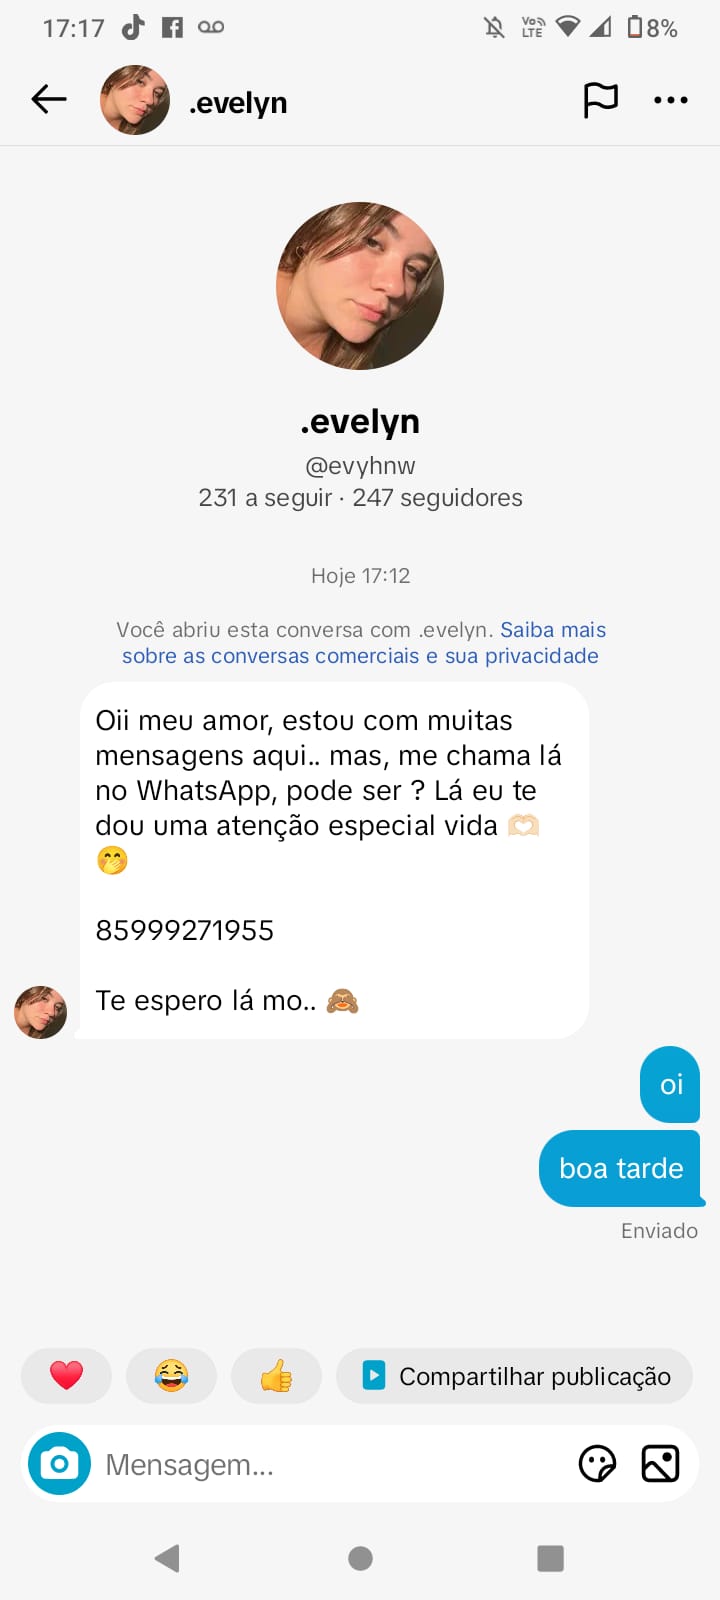 17:17
VoLTE
8%
.evelyn
.evelyn
@evyhnw
231 a seguir · 247 seguidores
Hoje 17:12
Você abriu esta conversa com .evelyn. Saiba mais
sobre as conversas comerciais e sua privacidade
Oii meu amor, estou com muitas
mensagens aqui.. mas, me chama lá
no WhatsApp, pode ser ? Lá eu te
dou uma atenção especial vida 🫶🏻
🤭
85999271955
Te espero lá mo.. 🙈
oi
boa tarde
Enviado
❤️ 😂 👍 Compartilhar publicação
Mensagem...